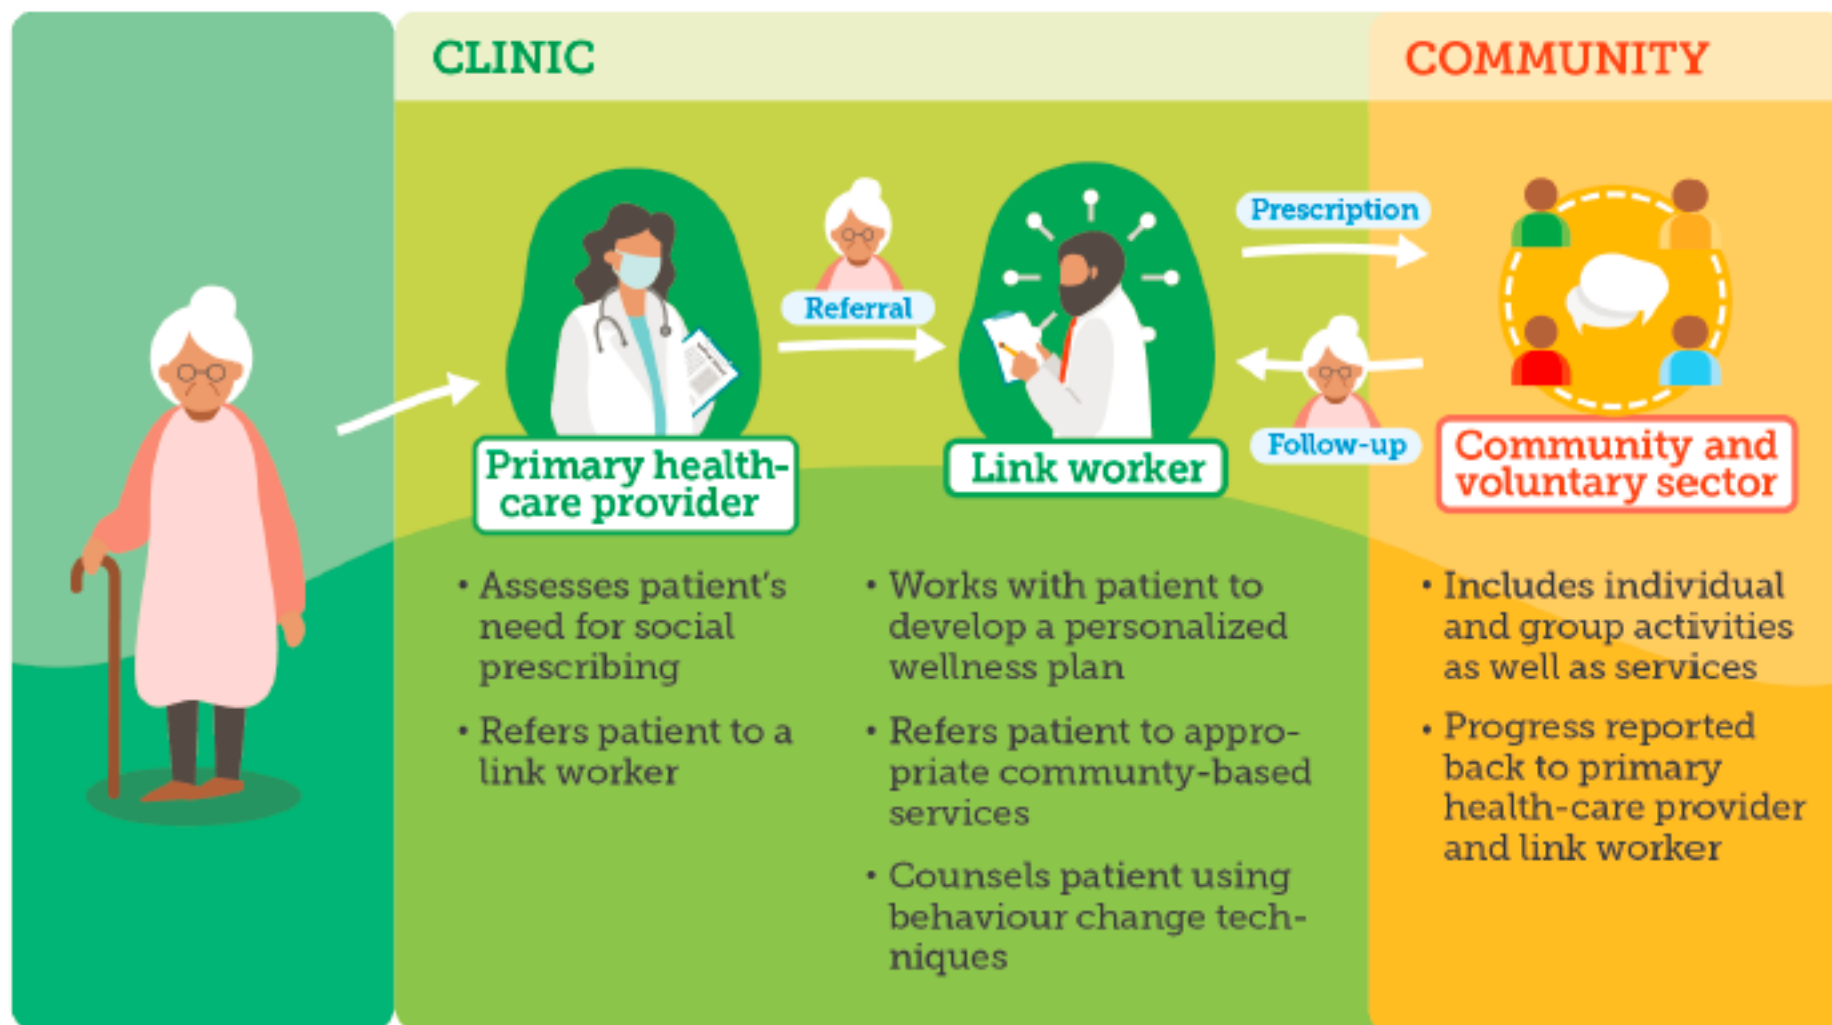 CLINIC
COMMUNITY
Referral
Prescription
Follow-up
Primary health-
care provider
Link worker
Community and
voluntary sector
• Assesses patient's
need for social
prescribing
• Refers patient to a
link worker
• Works with patient to
develop a personalized
wellness plan
• Refers patient to appro-
priate communty-based
services
• Counsels patient using
behaviour change tech-
niques
• Includes individual
and group activities
as well as services
• Progress reported
back to primary
health-care provider
and link worker